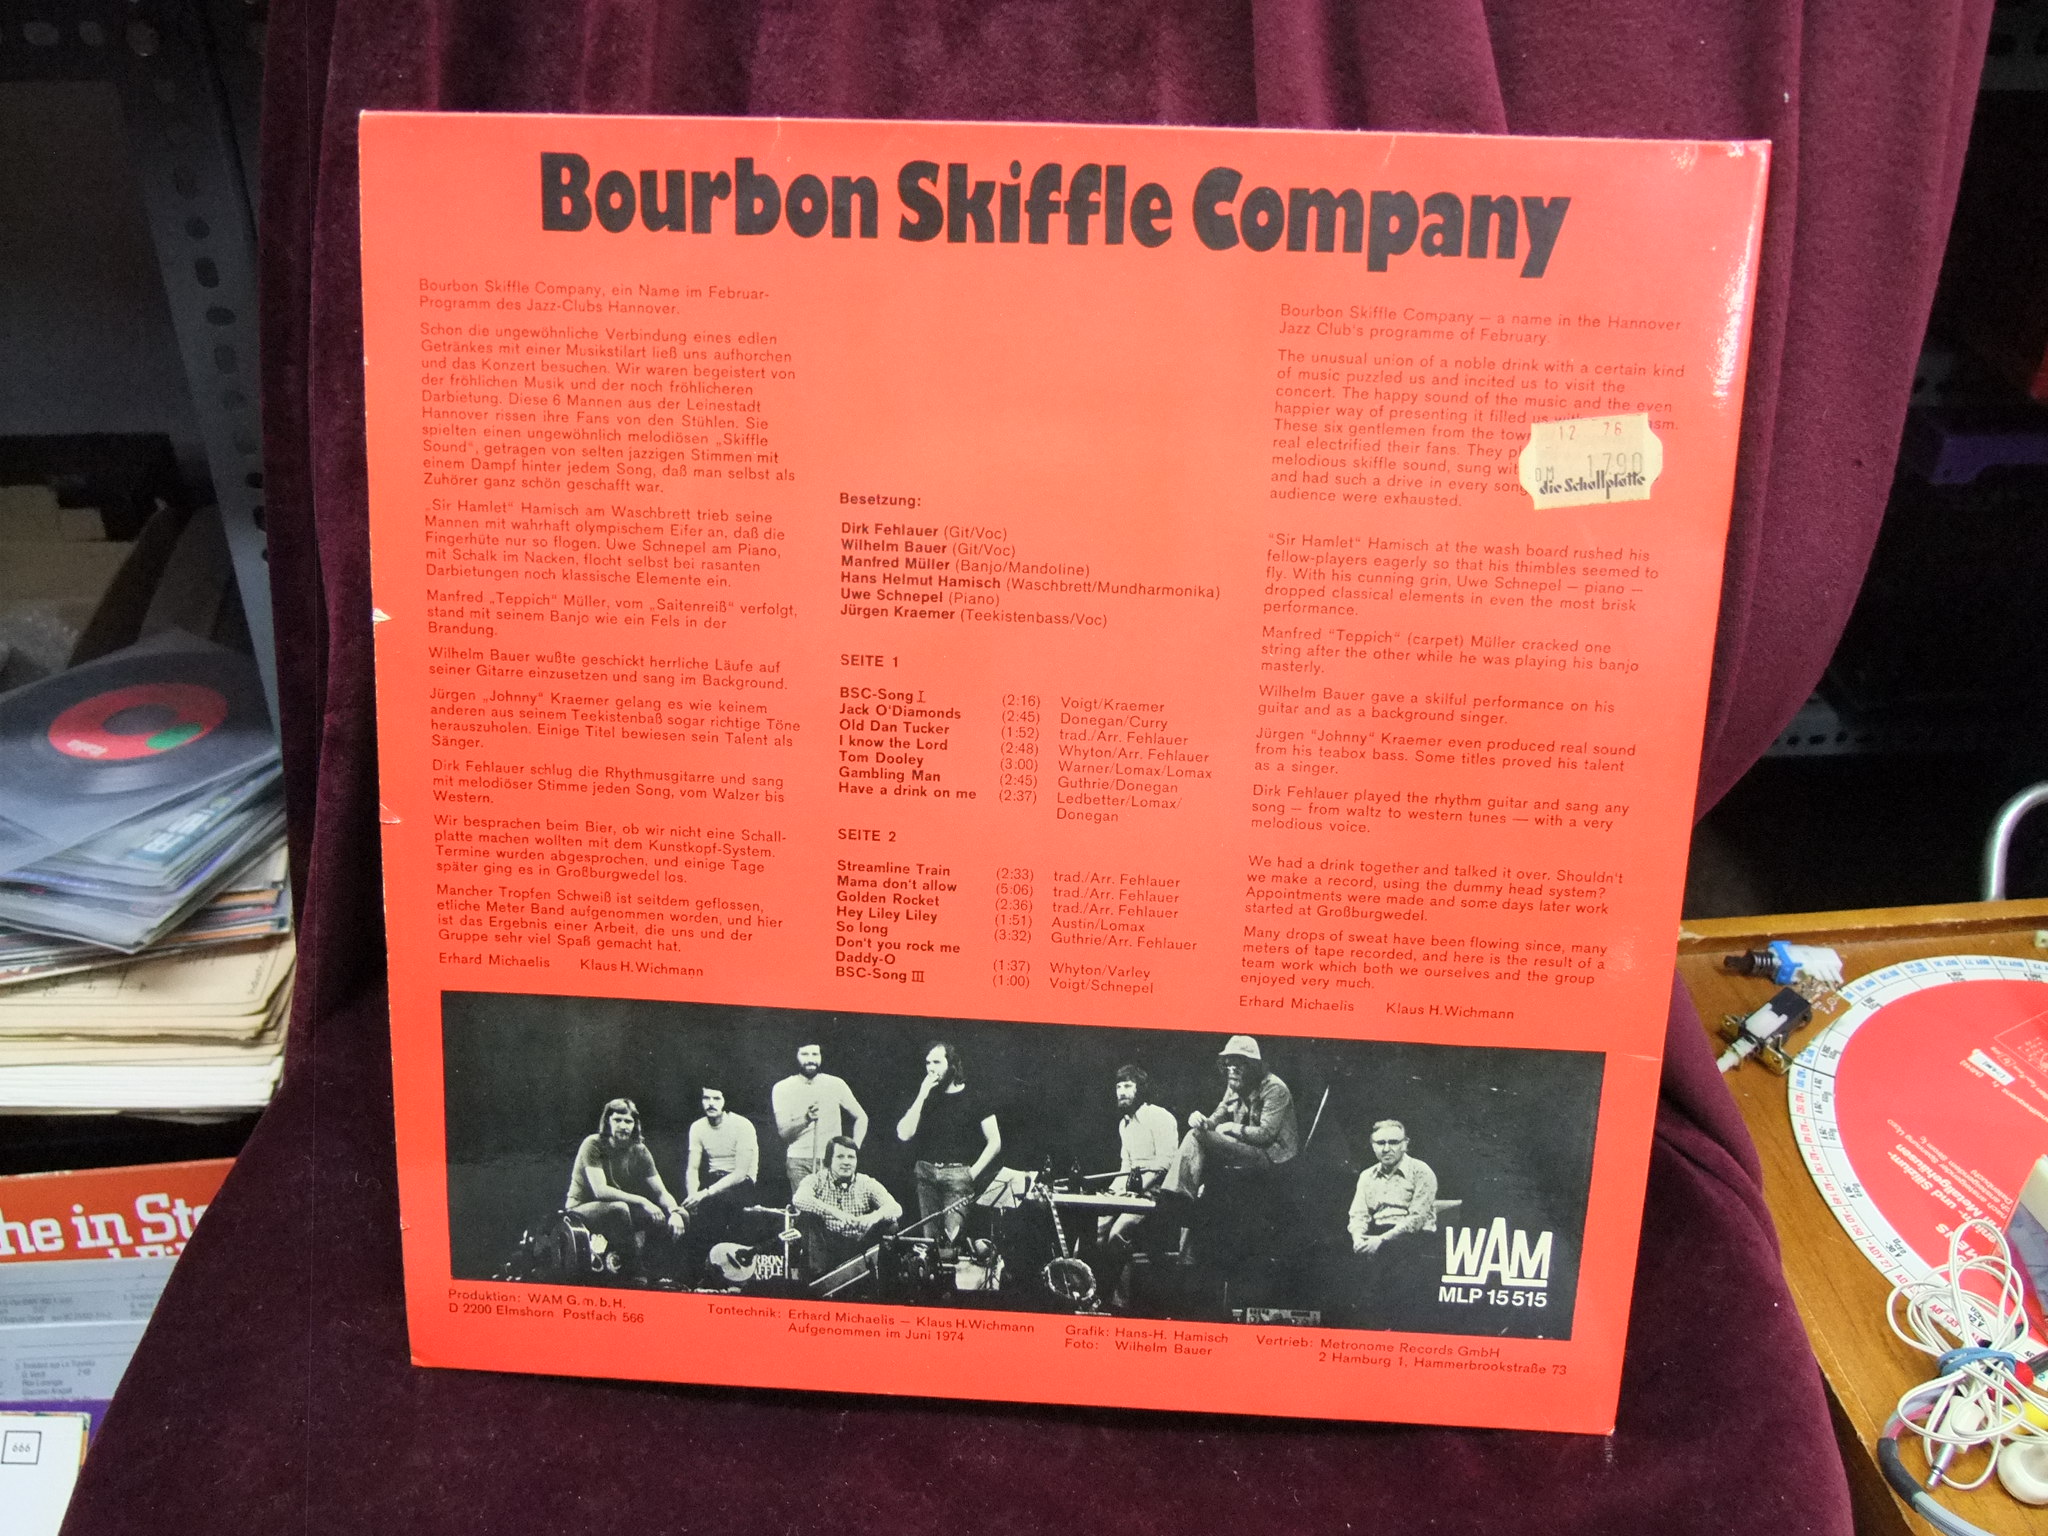 Bourbon Skiffle Company
Bourbon Skiffle Company, ein Name im Februar-
Programm des Jazz-Clubs Hannover.
Schon die ungewöhnliche Verbindung eines edlen
Getränkes mit einer Musikstilart ließ uns aufhorchen
und das Konzert besuchen. Wir waren begeistert von
der fröhlichen Musik und der noch fröhlicheren
Darbietung. Diese 6 Mannen aus der Leinestadt
Hannover rissen ihre Fans von den Stühlen. Sie
spielten einen ungewöhnlich melodiösen „Skiffle
Sound“, getragen von selten jazzigen Stimmen mit
einem Dampf hinter jedem Song, daß man selbst als
Zuhörer ganz schön geschafft war.
„Sir Hamlet“ Hamisch am Waschbrett trieb seine
Mannen mit wahrhaft olympischem Eifer an, daß die
Fingerhüte nur so flogen. Uwe Schnepel am Piano,
mit Schalk im Nacken, flocht selbst bei rasanten
Darbietungen noch klassische Elemente ein.
Manfred „Teppich“ Müller, vom „Saitenreiß“ verfolgt,
stand mit seinem Banjo wie ein Fels in der
Brandung.
Wilhelm Bauer wußte geschickt herrliche Läufe auf
seiner Gitarre einzusetzen und sang im Background.
Jürgen „Johnny“ Kraemer gelang es wie keinem
anderen aus seinem Teekistenbaß sogar richtige Töne
herauszuholen. Einige Titel bewiesen sein Talent als
Sänger.
Dirk Fehlauer schlug die Rhythmusgitarre und sang
mit melodiöser Stimme jeden Song, vom Walzer bis
Western.
Wir besprachen beim Bier, ob wir nicht eine Schall-
platte machen wollten mit dem Kunstkopf-System.
Termine wurden abgesprochen, und einige Tage
später ging es in Großburgwedel los.
Mancher Tropfen Schweiß ist seitdem geflossen,
etliche Meter Band aufgenommen worden, und hier
ist das Ergebnis einer Arbeit, die uns und der
Gruppe sehr viel Spaß gemacht hat.
Erhard Michaelis Klaus H. Wichmann
Besetzung:
Dirk Fehlauer (Git/Voc)
Wilhelm Bauer (Git/Voc)
Manfred Müller (Banjo/Mandoline)
Hans Helmut Hamisch (Waschbrett/Mundharmonika)
Uwe Schnepel (Piano)
Jürgen Kraemer (Teekistenbass/Voc)
SEITE 1
BSC-Song I (2:16) Voigt/Kraemer
Jack O'Diamonds (2:45) Donegan/Curry
Old Dan Tucker (1:52) trad./Arr. Fehlauer
I know the Lord (2:48) Whyton/Arr. Fehlauer
Tom Dooley (3:00) Warner/Lomax/Lomax
Gambling Man (2:45) Guthrie/Donegan
Have a drink on me (2:37) Ledbetter/Lomax/
Donegan
SEITE 2
Streamline Train (2:33) trad./Arr. Fehlauer
Mama don't allow (5:06) trad./Arr. Fehlauer
Golden Rocket (2:36) trad./Arr. Fehlauer
Hey Liley Liley (1:51) Austin/Lomax
So long (3:32) Guthrie/Arr. Fehlauer
Don't you rock me
Daddy-O (1:37) Whyton/Varley
BSC-Song III (1:00) Voigt/Schnepel
Bourbon Skiffle Company — a name in the Hannover
Jazz Club's programme of February.
The unusual union of a noble drink with a certain kind
of music puzzled us and incited us to visit the
concert. The happy sound of the music and the even
happier way of presenting it filled us
These six gentlemen from the
real electrified their fans. They
melodious skiffle sound, sung
and had such a drive in every
audience were exhausted.
12 76
DM 1790
die Schallplatte
“Sir Hamlet“ Hamisch at the wash board rushed his
fellow-players eagerly so that his thimbles seemed to
fly. With his cunning grin, Uwe Schnepel — piano —
dropped classical elements in even the most brisk
performance.
Manfred “Teppich“ (carpet) Müller cracked one
string after the other while he was playing his banjo
masterly.
Wilhelm Bauer gave a skilful performance on his
guitar and as a background singer.
Jürgen “Johnny“ Kraemer even produced real sound
from his teabox bass. Some titles proved his talent
as a singer.
Dirk Fehlauer played the rhythm guitar and sang any
song — from waltz to western tunes — with a very
melodious voice.
We had a drink together and talked it over. Shouldn't
we make a record, using the dummy head system?
Appointments were made and some days later work
started at Großburgwedel.
Many drops of sweat have been flowing since, many
meters of tape recorded, and here is the result of a
team work which both we ourselves and the group
enjoyed very much.
Erhard Michaelis Klaus H. Wichmann
WAM
MLP 15 515
Produktion: WAM G.m.b.H.
D 2200 Elmshorn Postfach 566
Tontechnik: Erhard Michaelis — Klaus H. Wichmann
Aufgenommen im Juni 1974
Grafik: Hans-H. Hamisch
Foto: Wilhelm Bauer
Vertrieb: Metronome Records GmbH
2 Hamburg 1, Hammerbrookstraße 73
he in Ste
666